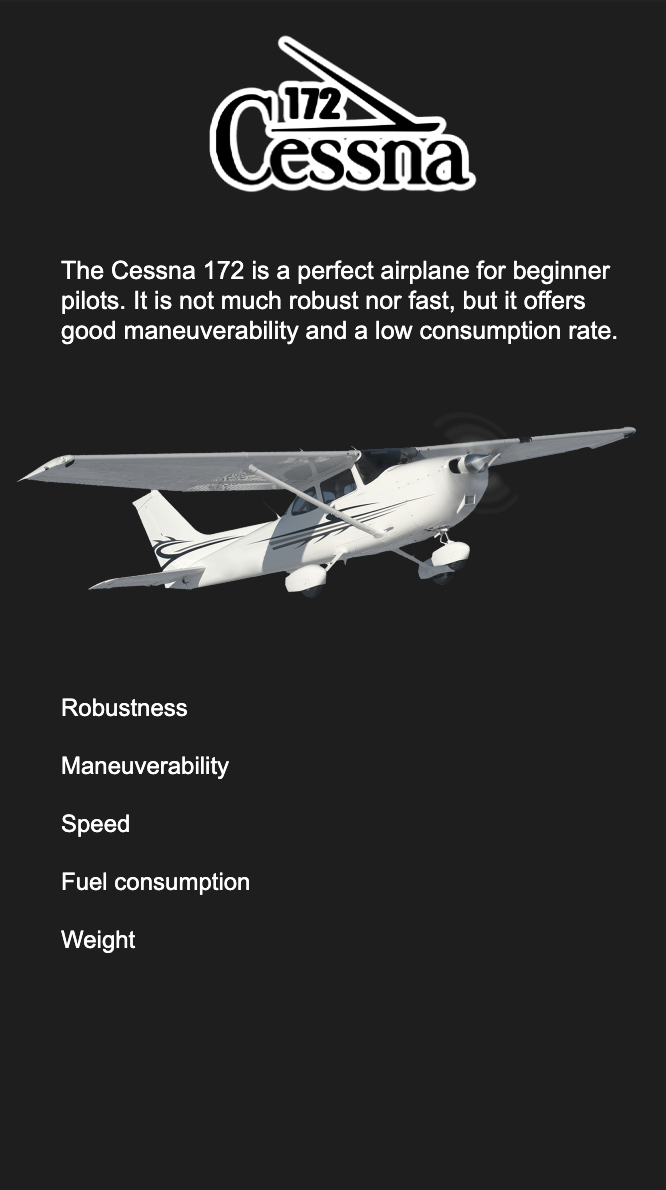 172
Cessna
The Cessna 172 is a perfect airplane for beginner
pilots. It is not much robust nor fast, but it offers
good maneuverability and a low consumption rate.
Robustness
Maneuverability
Speed
Fuel consumption
Weight